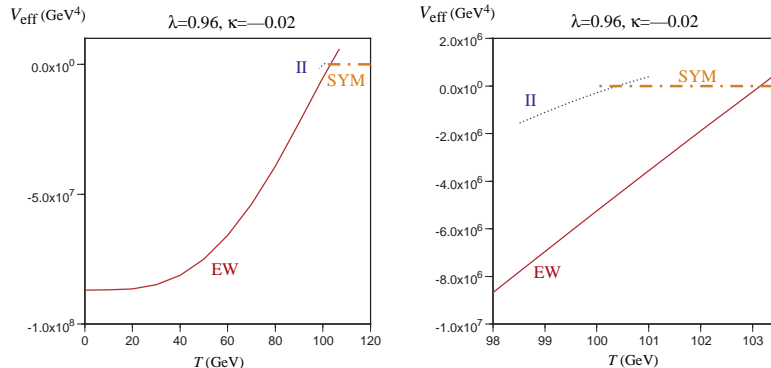 V_eff (GeV⁴)
λ=0.96, κ=—0.02
0.0x10⁰
-5.0x10⁷
-1.0x10⁸
II
SYM
EW
0 20 40 60 80 100 120
T (GeV)
V_eff (GeV⁴)
λ=0.96, κ=—0.02
2.0x10⁶
0.0x10⁰
-2.0x10⁶
-4.0x10⁶
-6.0x10⁶
-8.0x10⁶
-1.0x10⁷
II
SYM
EW
98 99 100 101 102 103
T (GeV)